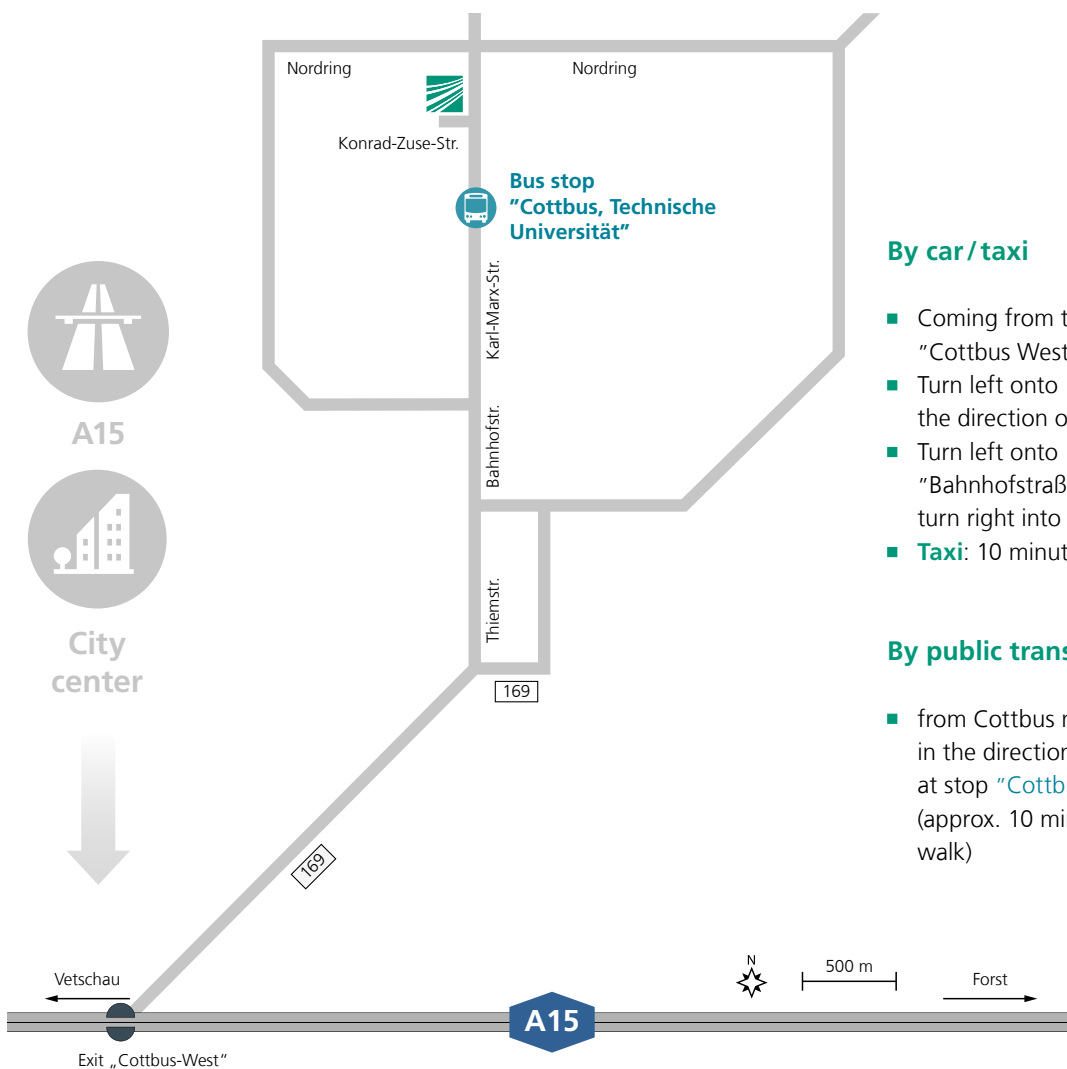 Nordring
Nordring
Konrad-Zuse-Str.
Bus stop
"Cottbus, Technische
Universität"
Karl-Marx-Str.
Bahnhofstr.
Thiemstr.
169
169
A15
City
center
Vetschau
Exit „Cottbus-West“
A15
N
500 m
Forst
By car / taxi
Coming from t
"Cottbus West
Turn left onto
the direction o
Turn left onto
"Bahnhofstraß
turn right into
Taxi: 10 minut
By public trans
from Cottbus r
in the direction
at stop "Cottb
(approx. 10 mi
walk)